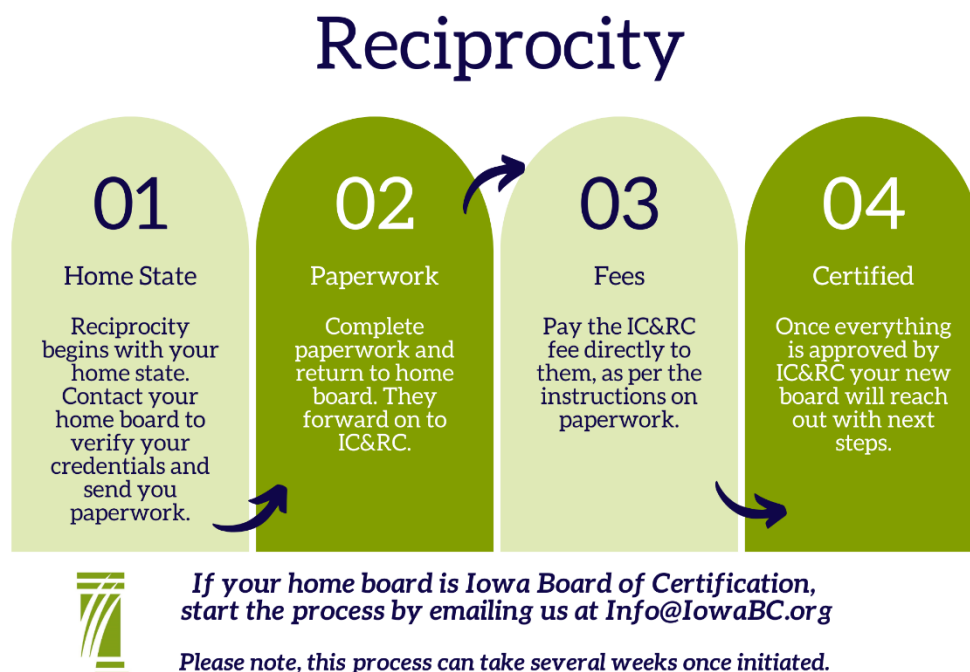 Reciprocity
01
Home State
Reciprocity
begins with your
home state.
Contact your
home board to
verify your
credentials and
send you
paperwork.
02
Paperwork
Complete
paperwork and
return to home
board. They
forward on to
IC&RC.
03
Fees
Pay the IC&RC
fee directly to
them, as per the
instructions on
paperwork.
04
Certified
Once everything
is approved by
IC&RC your new
board will reach
out with next
steps.
If your home board is Iowa Board of Certification,
start the process by emailing us at Info@IowaBC.org
Please note, this process can take several weeks once initiated.